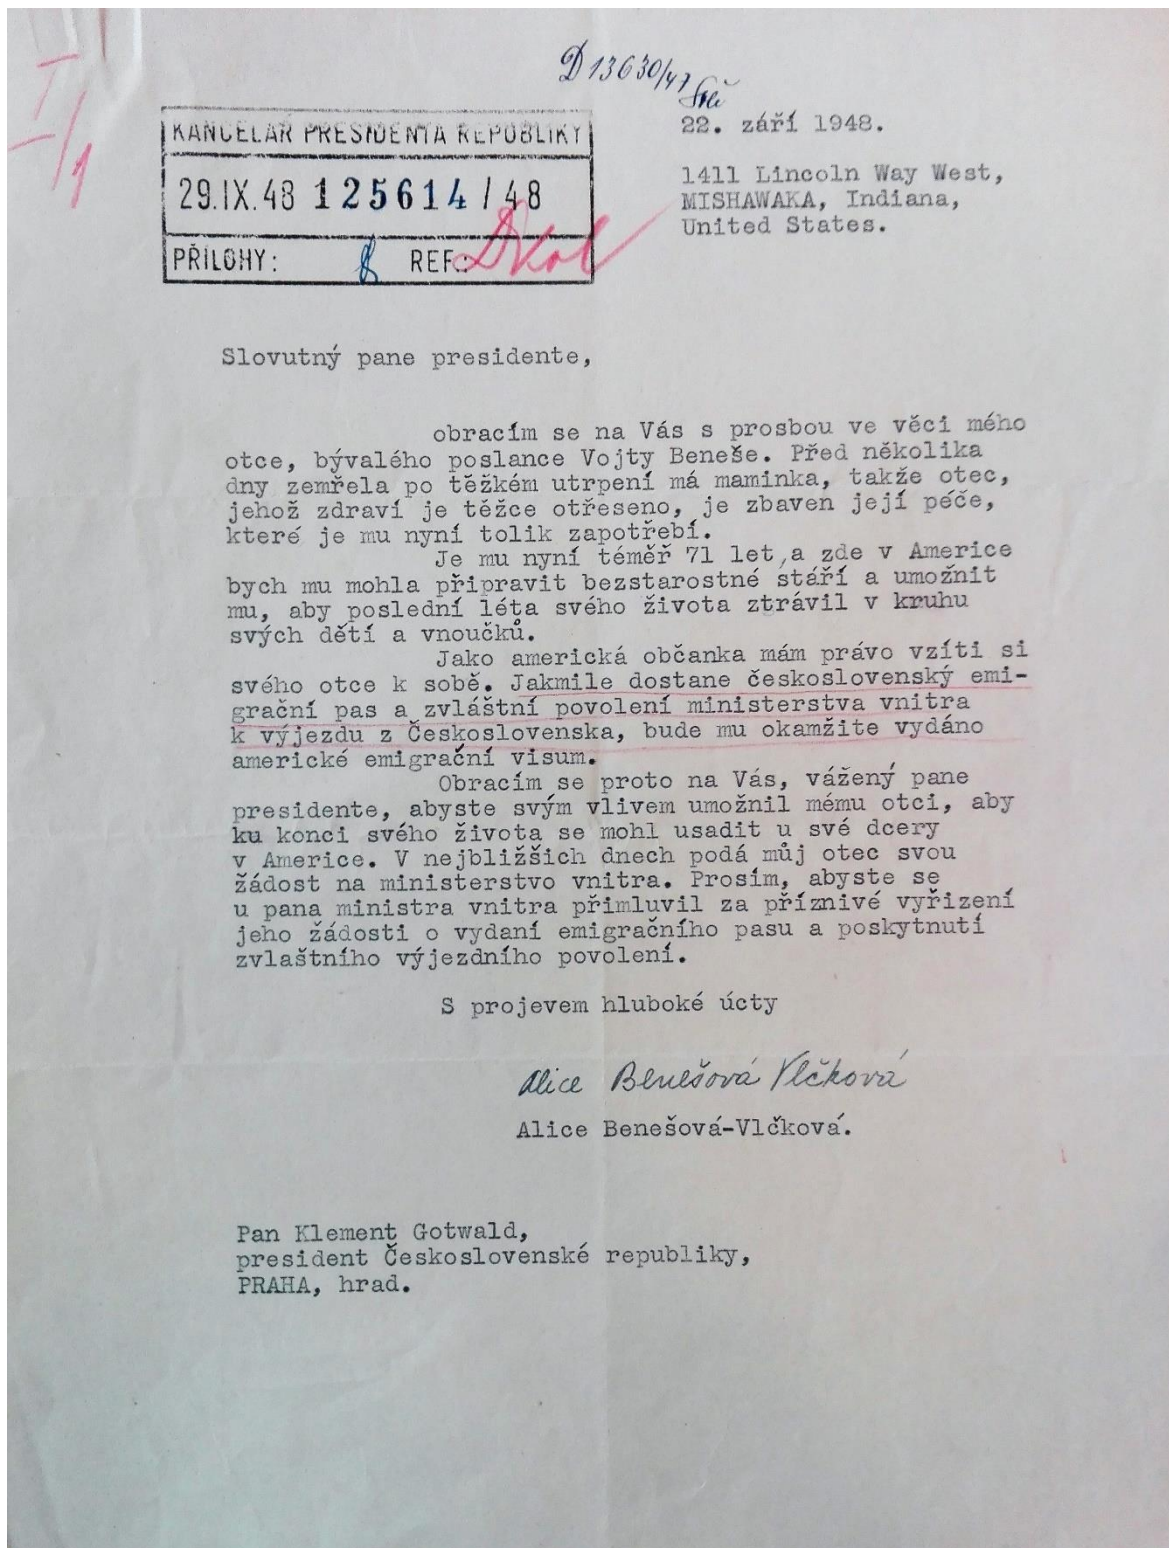 D 13630/47
I/1
22. září 1948.
KANCELÁŘ PRESIDENTA REPUBLIKY
29.IX.48 125614/48
PŘÍLOHY: REF.:
1411 Lincoln Way West,
MISHAWAKA, Indiana,
United States.
Slovutný pane presidente,
obracím se na Vás s prosbou ve věci mého
otce, bývalého poslance Vojty Beneše. Před několika
dny zemřela po těžkém utrpení má maminka, takže otec,
jehož zdraví je těžce otřeseno, je zbaven její péče,
které je mu nyní tolik zapotřebí.
Je mu nyní téměř 71 let, a zde v Americe
bych mu mohla připravit bezstarostné stáří a umožnit
mu, aby poslední léta svého života ztrávil v kruhu
svých dětí a vnoučků.
Jako americká občanka mám právo vzíti si
svého otce k sobě. Jakmile dostane československý emi-
grační pas a zvláštní povolení ministerstva vnitra
k výjezdu z Československa, bude mu okamžite vydáno
americké emigrační visum.
Obracím se proto na Vás, vážený pane
presidente, abyste svým vlivem umožnil mému otci, aby
ku konci svého života se mohl usadit u své dcery
v Americe. V nejbližšich dnech podá můj otec svou
žádost na ministerstvo vnitra. Prosím, abyste se
u pana ministra vnitra přimluvil za příznivé vyřizení
jeho žádosti o vydaní emigračního pasu a poskytnutí
zvlaštního výjezdního povolení.
S projevem hluboké úcty
Alice Benešová Vlčková
Alice Benešová-Vlčková.
Pan Klement Gotwald,
president Československé republiky,
PRAHA, hrad.